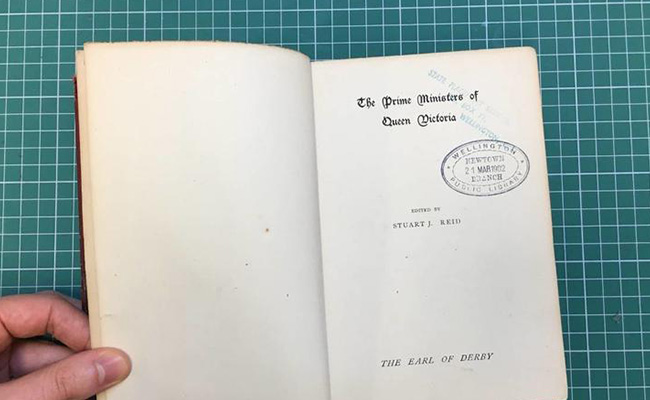 The Prime Ministers of
Queen Victoria
WELLINGTON
WELLINGTON
NEWTOWN
21 MAR 1902
BRANCH
PUBLIC LIBRARY
EDITED BY
STUART J. REID
THE EARL OF DERBY